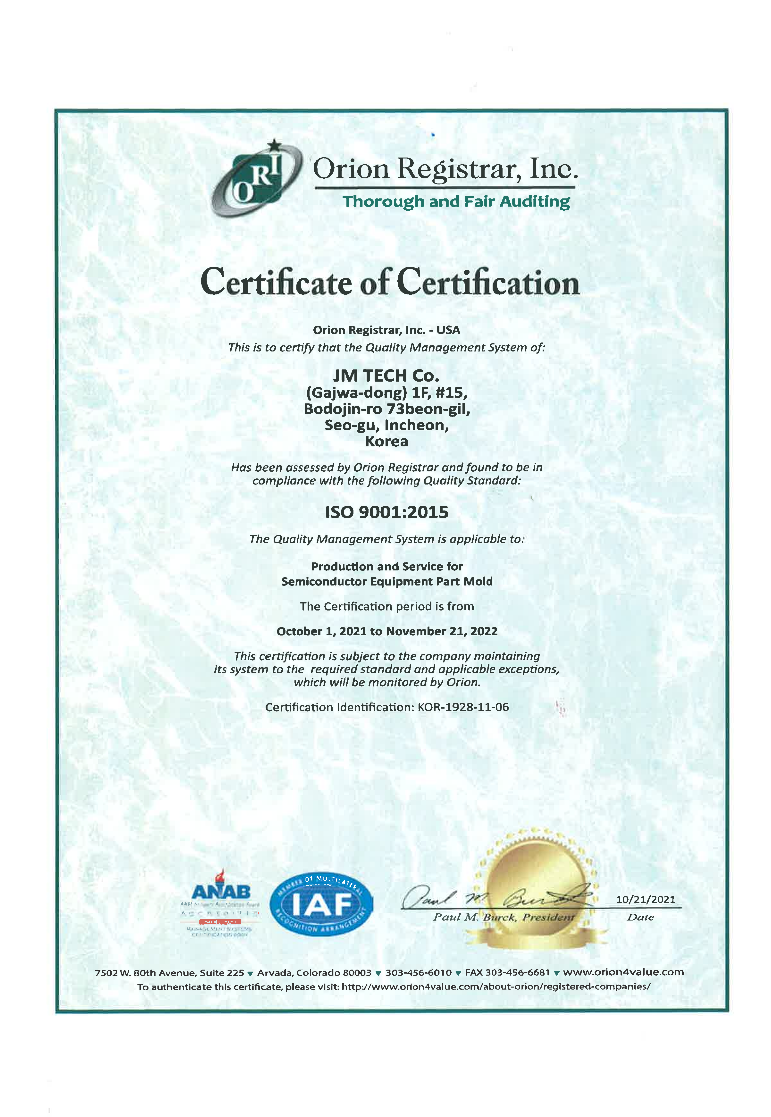 ORI
Orion Registrar, Inc.
Thorough and Fair Auditing
Certificate of Certification
Orion Registrar, Inc. - USA
This is to certify that the Quality Management System of:
JM TECH Co.
(Gajwa-dong) 1F, #15,
Bodojin-ro 73beon-gil,
Seo-gu, Incheon,
Korea
Has been assessed by Orion Registrar and found to be in
compliance with the following Quality Standard:
ISO 9001:2015
The Quality Management System is applicable to:
Production and Service for
Semiconductor Equipment Part Mold
The Certification period is from
October 1, 2021 to November 21, 2022
This certification is subject to the company maintaining
its system to the required standard and applicable exceptions,
which will be monitored by Orion.
Certification Identification: KOR-1928-11-06
ANAB
ACCREDITED
MANAGEMENT SYSTEMS
CERTIFICATION BODY
MEMBER OF MULTILATERAL
IAF
RECOGNITION ARRANGEMENT
Paul M. Burck
Paul M. Burck, President
10/21/2021
Date
7502 W. 80th Avenue, Suite 225 ▼ Arvada, Colorado 80003 ▼ 303-456-6010 ▼ FAX 303-456-6681 ▼ www.orion4value.com
To authenticate this certificate, please visit: http://www.orion4value.com/about-orion/registered-companies/